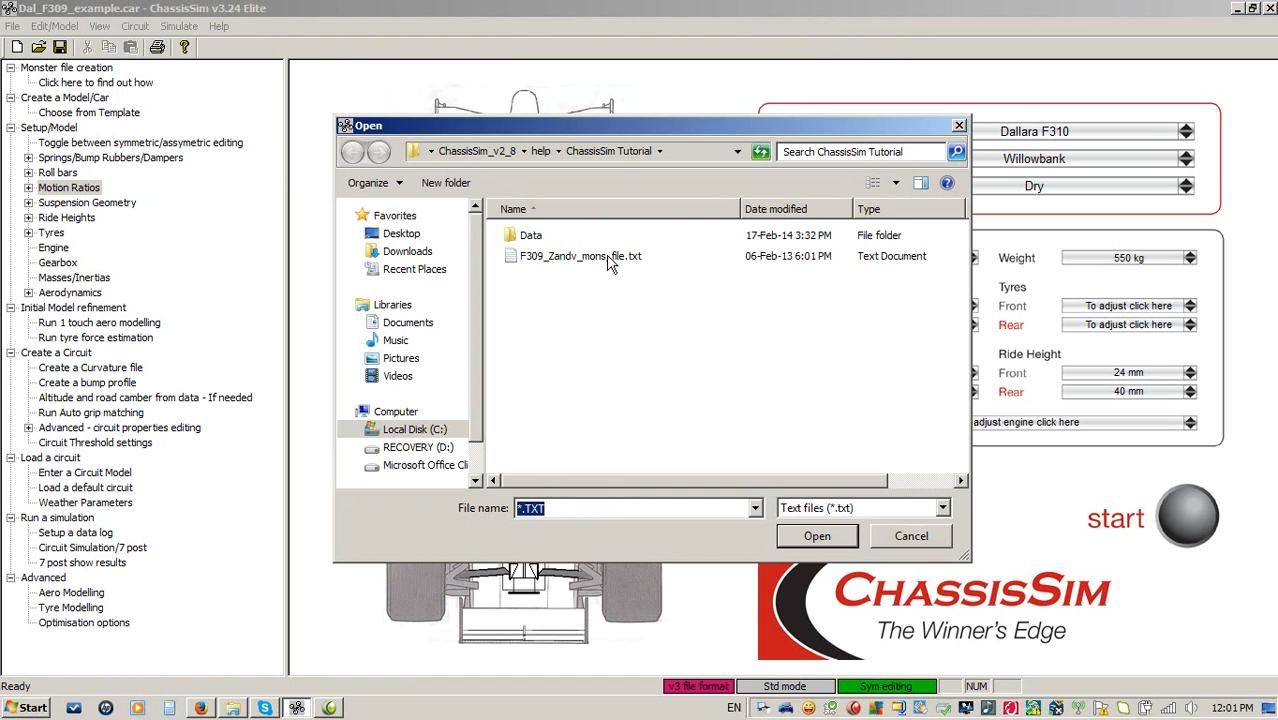 Dal_F309_example.car - ChassisSim v3.24 Elite
File Edit/Model View Circuit Simulate Help
Monster file creation
Click here to find out how
Create a Model/Car
Choose from Template
Setup/Model
Toggle between symmetric/assymetric editing
Springs/Bump Rubbers/Dampers
Roll bars
Motion Ratios
Suspension Geometry
Ride Heights
Tyres
Engine
Gearbox
Masses/Inertias
Aerodynamics
Initial Model refinement
Run 1 touch aero modelling
Run tyre force estimation
Create a Circuit
Create a Curvature file
Create a bump profile
Altitude and road camber from data - If needed
Run Auto grip matching
Advanced - circuit properties editing
Circuit Threshold settings
Load a circuit
Enter a Circuit Model
Load a default circuit
Weather Parameters
Run a simulation
Setup a data log
Circuit Simulation/7 post
7 post show results
Advanced
Aero Modelling
Tyre Modelling
Optimisation options
Open
ChassisSim_v2_8 help ChassisSim Tutorial
Search ChassisSim Tutorial
Organize New folder
Favorites
Desktop
Downloads
Recent Places
Libraries
Documents
Music
Pictures
Videos
Computer
Local Disk (C:)
RECOVERY (D:)
Microsoft Office Cli
Name Date modified Type
Data 17-Feb-14 3:32 PM File folder
F309_Zandv_mons_file.txt 06-Feb-13 6:01 PM Text Document
File name: *.TXT Text files (*.txt)
Open Cancel
Dallara F310
Willowbank
Dry
Weight 550 kg
Tyres
Front To adjust click here
Rear To adjust click here
Ride Height
Front 24 mm
Rear 40 mm
adjust engine click here
start
CHASSISSIM
The Winner's Edge
Ready v3 file format Std mode Sym editing NUM
Start EN 12:01 PM